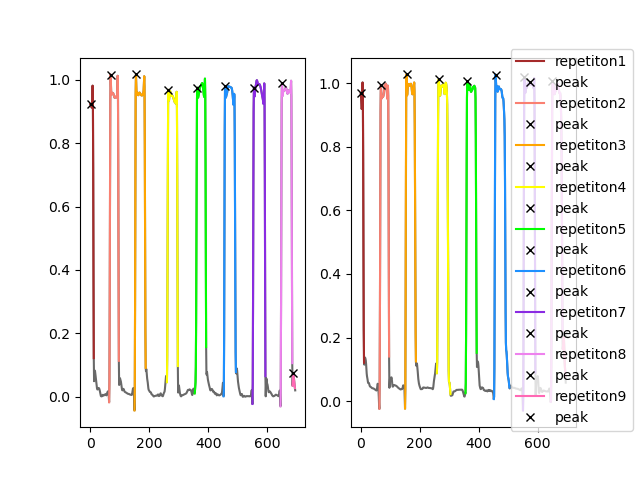 1.0
0.8
0.6
0.4
0.2
0.0
0 200 400 600
1.0
0.8
0.6
0.4
0.2
0.0
0 200 400 600
repetiton1
peak
repetiton2
peak
repetiton3
peak
repetiton4
peak
repetiton5
peak
repetiton6
peak
repetiton7
peak
repetiton8
peak
repetiton9
peak